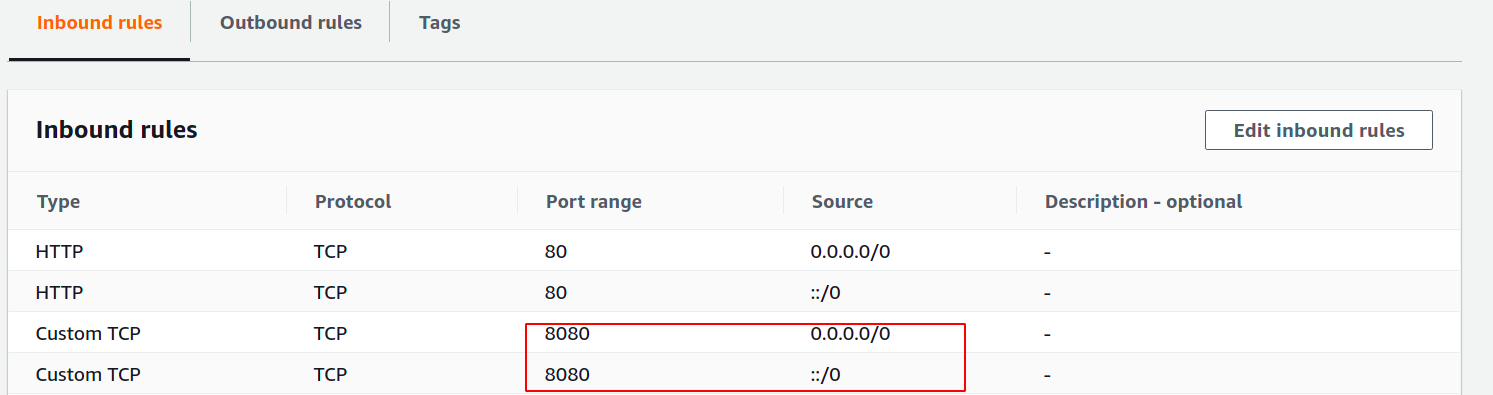 Inbound rules Outbound rules Tags
Inbound rules Edit inbound rules
Type Protocol Port range Source Description - optional
HTTP TCP 80 0.0.0.0/0 -
HTTP TCP 80 ::/0 -
Custom TCP TCP 8080 0.0.0.0/0 -
Custom TCP TCP 8080 ::/0 -